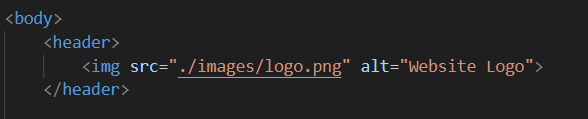 <body>
<header>
<img src="./images/logo.png" alt="Website Logo">
</header>